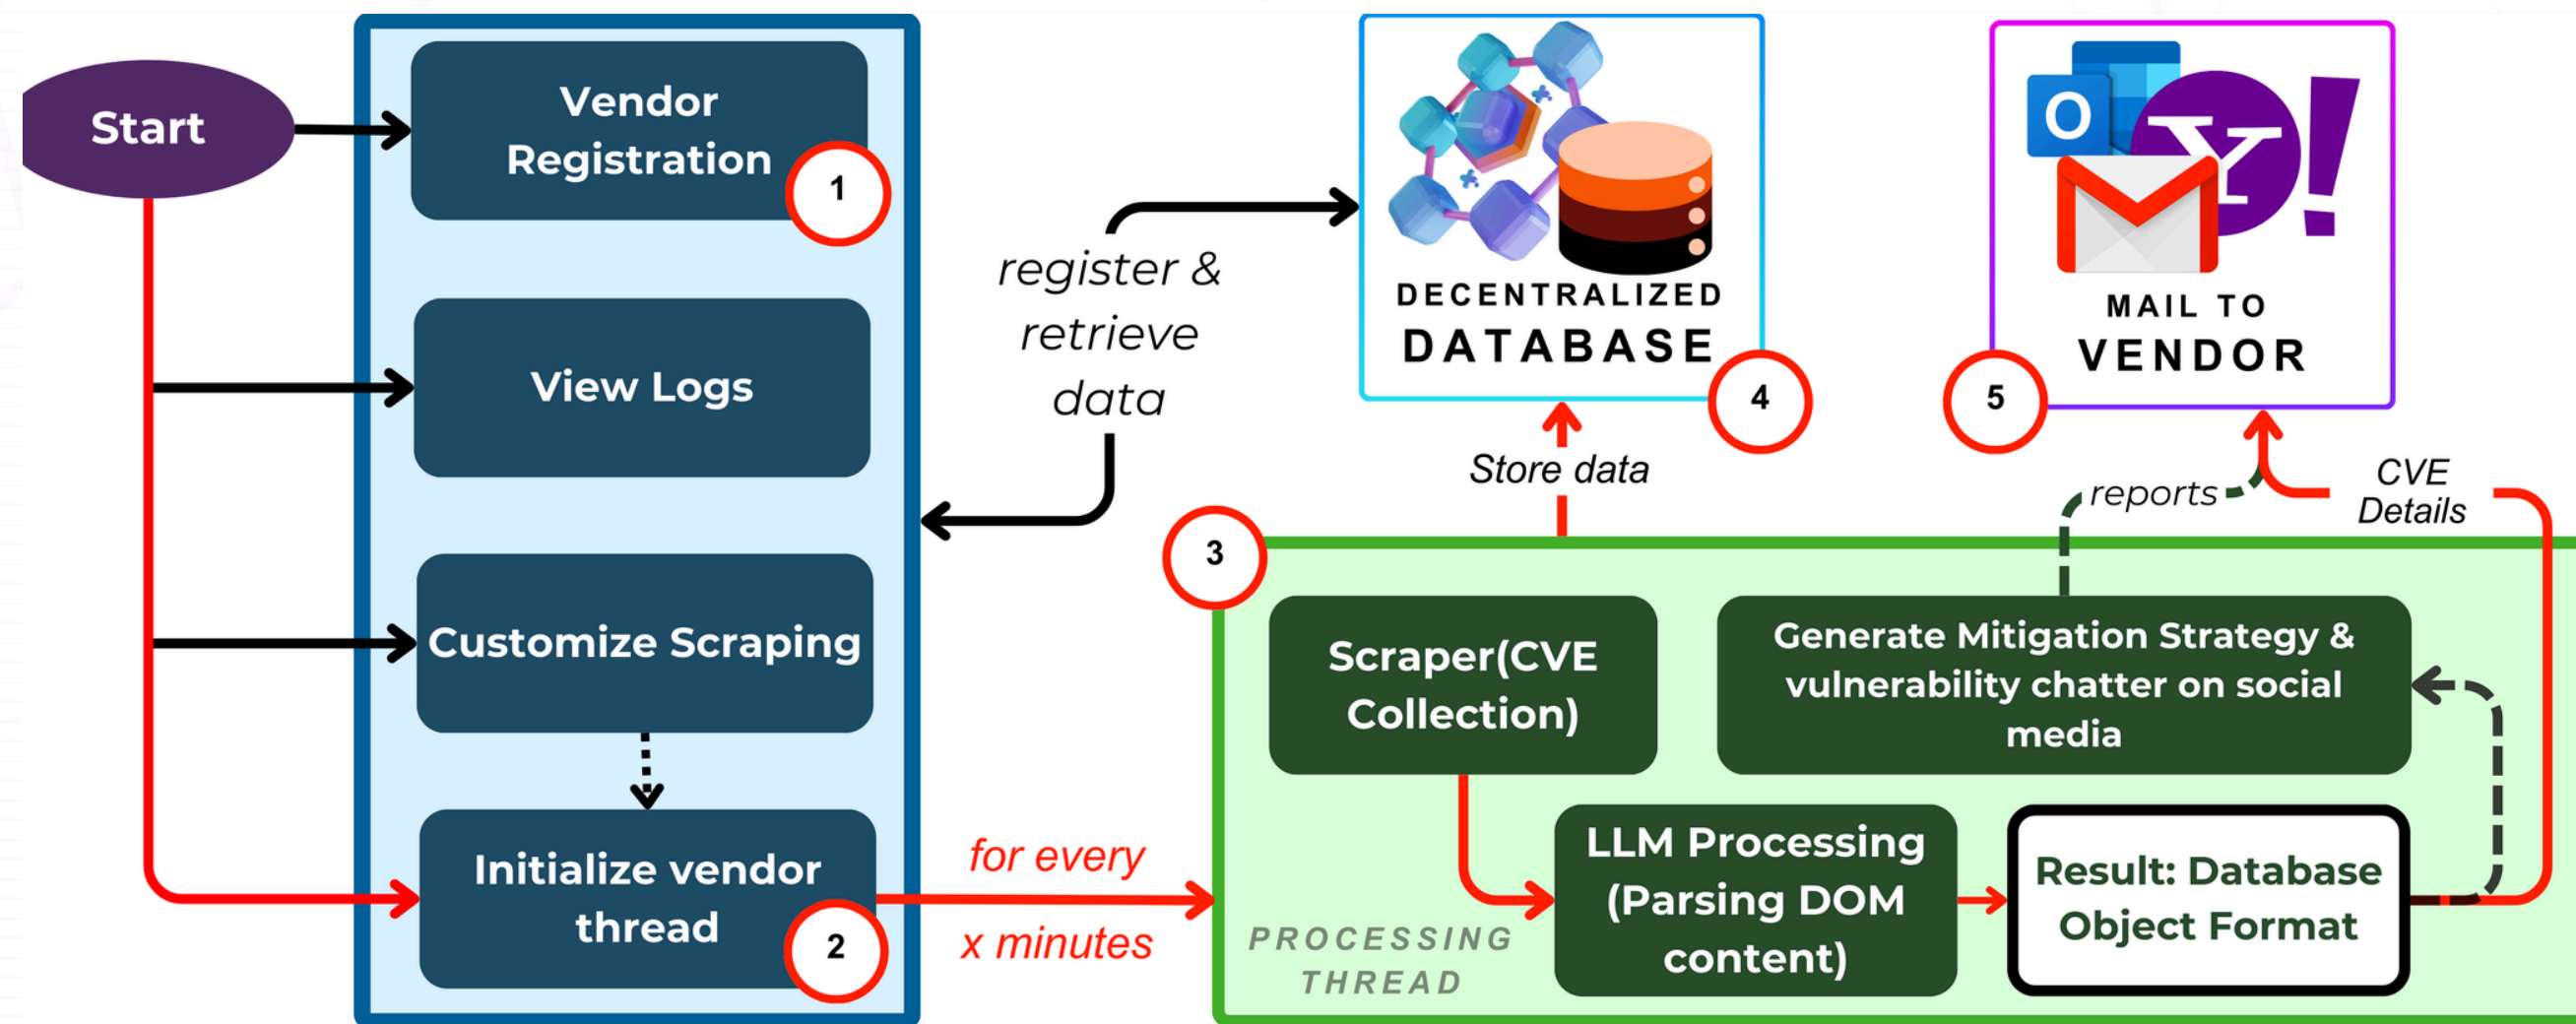 Start
Vendor
Registration
1
View Logs
Customize Scraping
Initialize vendor
thread
2
register &
retrieve
data
for every
x minutes
DECENTRALIZED
DATABASE
4
O
Y!
MAIL TO
VENDOR
5
Store data
reports
CVE
Details
3
Scraper(CVE
Collection)
Generate Mitigation Strategy &
vulnerability chatter on social
media
LLM Processing
(Parsing DOM
content)
Result: Database
Object Format
PROCESSING
THREAD